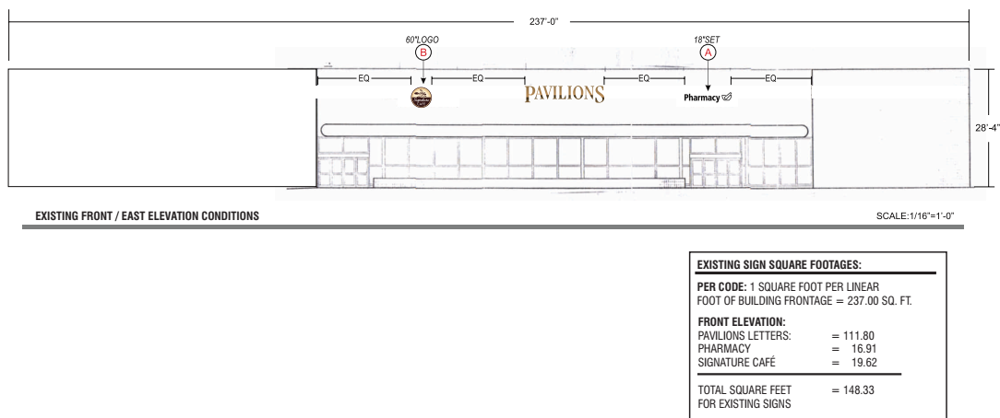 237'-0"
60"LOGO
18"SET
B
A
EQ
EQ
EQ
EQ
PAVILIONS
Pharmacy
28'-4"
EXISTING FRONT / EAST ELEVATION CONDITIONS
SCALE:1/16"=1'-0"
EXISTING SIGN SQUARE FOOTAGES:
PER CODE: 1 SQUARE FOOT PER LINEAR
FOOT OF BUILDING FRONTAGE = 237.00 SQ. FT.
FRONT ELEVATION:
PAVILIONS LETTERS: = 111.80
PHARMACY = 16.91
SIGNATURE CAFÉ = 19.62
TOTAL SQUARE FEET = 148.33
FOR EXISTING SIGNS